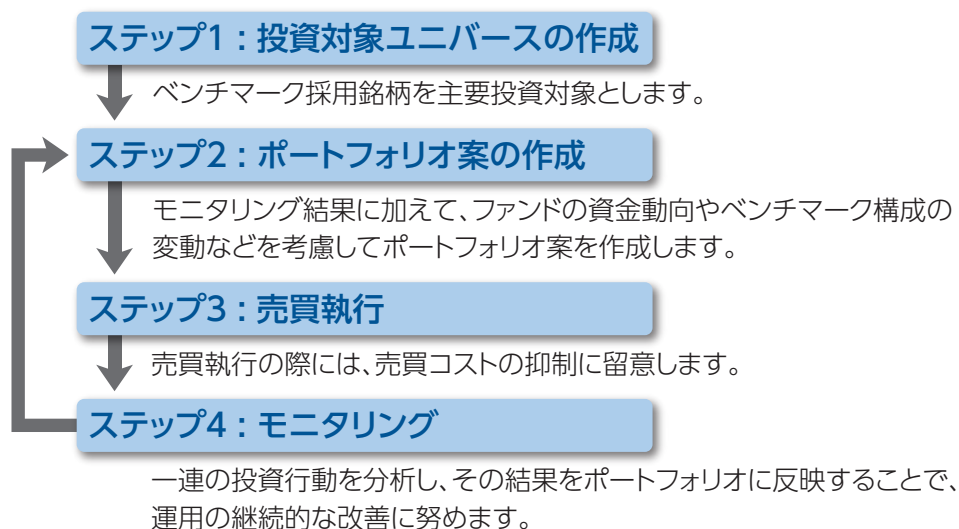 ステップ1：投資対象ユニバースの作成
ベンチマーク採用銘柄を主要投資対象とします。
ステップ2：ポートフォリオ案の作成
モニタリング結果に加えて、ファンドの資金動向やベンチマーク構成の
変動などを考慮してポートフォリオ案を作成します。
ステップ3：売買執行
売買執行の際には、売買コストの抑制に留意します。
ステップ4：モニタリング
一連の投資行動を分析し、その結果をポートフォリオに反映することで、
運用の継続的な改善に努めます。